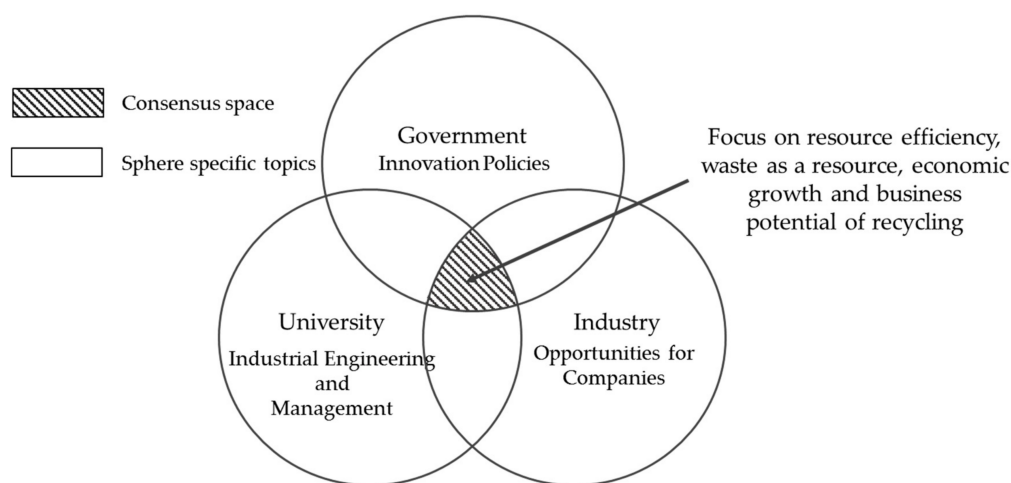 Consensus space
Sphere specific topics
Government
Innovation Policies
Focus on resource efficiency,
waste as a resource, economic
growth and business
potential of recycling
University
Industrial Engineering
and
Management
Industry
Opportunities for
Companies